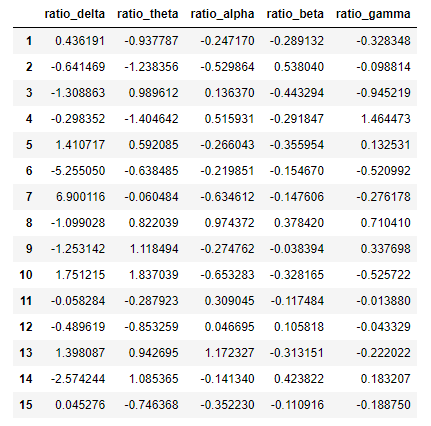 ratio_delta ratio_theta ratio_alpha ratio_beta ratio_gamma
1 0.436191 -0.937787 -0.247170 -0.289132 -0.328348
2 -0.641469 -1.238356 -0.529864 0.538040 -0.098814
3 -1.308863 0.989612 0.136370 -0.443294 -0.945219
4 -0.298352 -1.404642 0.515931 -0.291847 1.464473
5 1.410717 0.592085 -0.266043 -0.355954 0.132531
6 -5.255050 -0.638485 -0.219851 -0.154670 -0.520992
7 6.900116 -0.060484 -0.634612 -0.147606 -0.276178
8 -1.099028 0.822039 0.974372 0.378420 0.710410
9 -1.253142 1.118494 -0.274762 -0.038394 0.337698
10 1.751215 1.837039 -0.653283 -0.328165 -0.525722
11 -0.058284 -0.287923 0.309045 -0.117484 -0.013880
12 -0.489619 -0.853259 0.046695 0.105818 -0.043329
13 1.398087 0.942695 1.172327 -0.313151 -0.222022
14 -2.574244 1.085365 -0.141340 0.423822 0.183207
15 0.045276 -0.746368 -0.352230 -0.110916 -0.188750